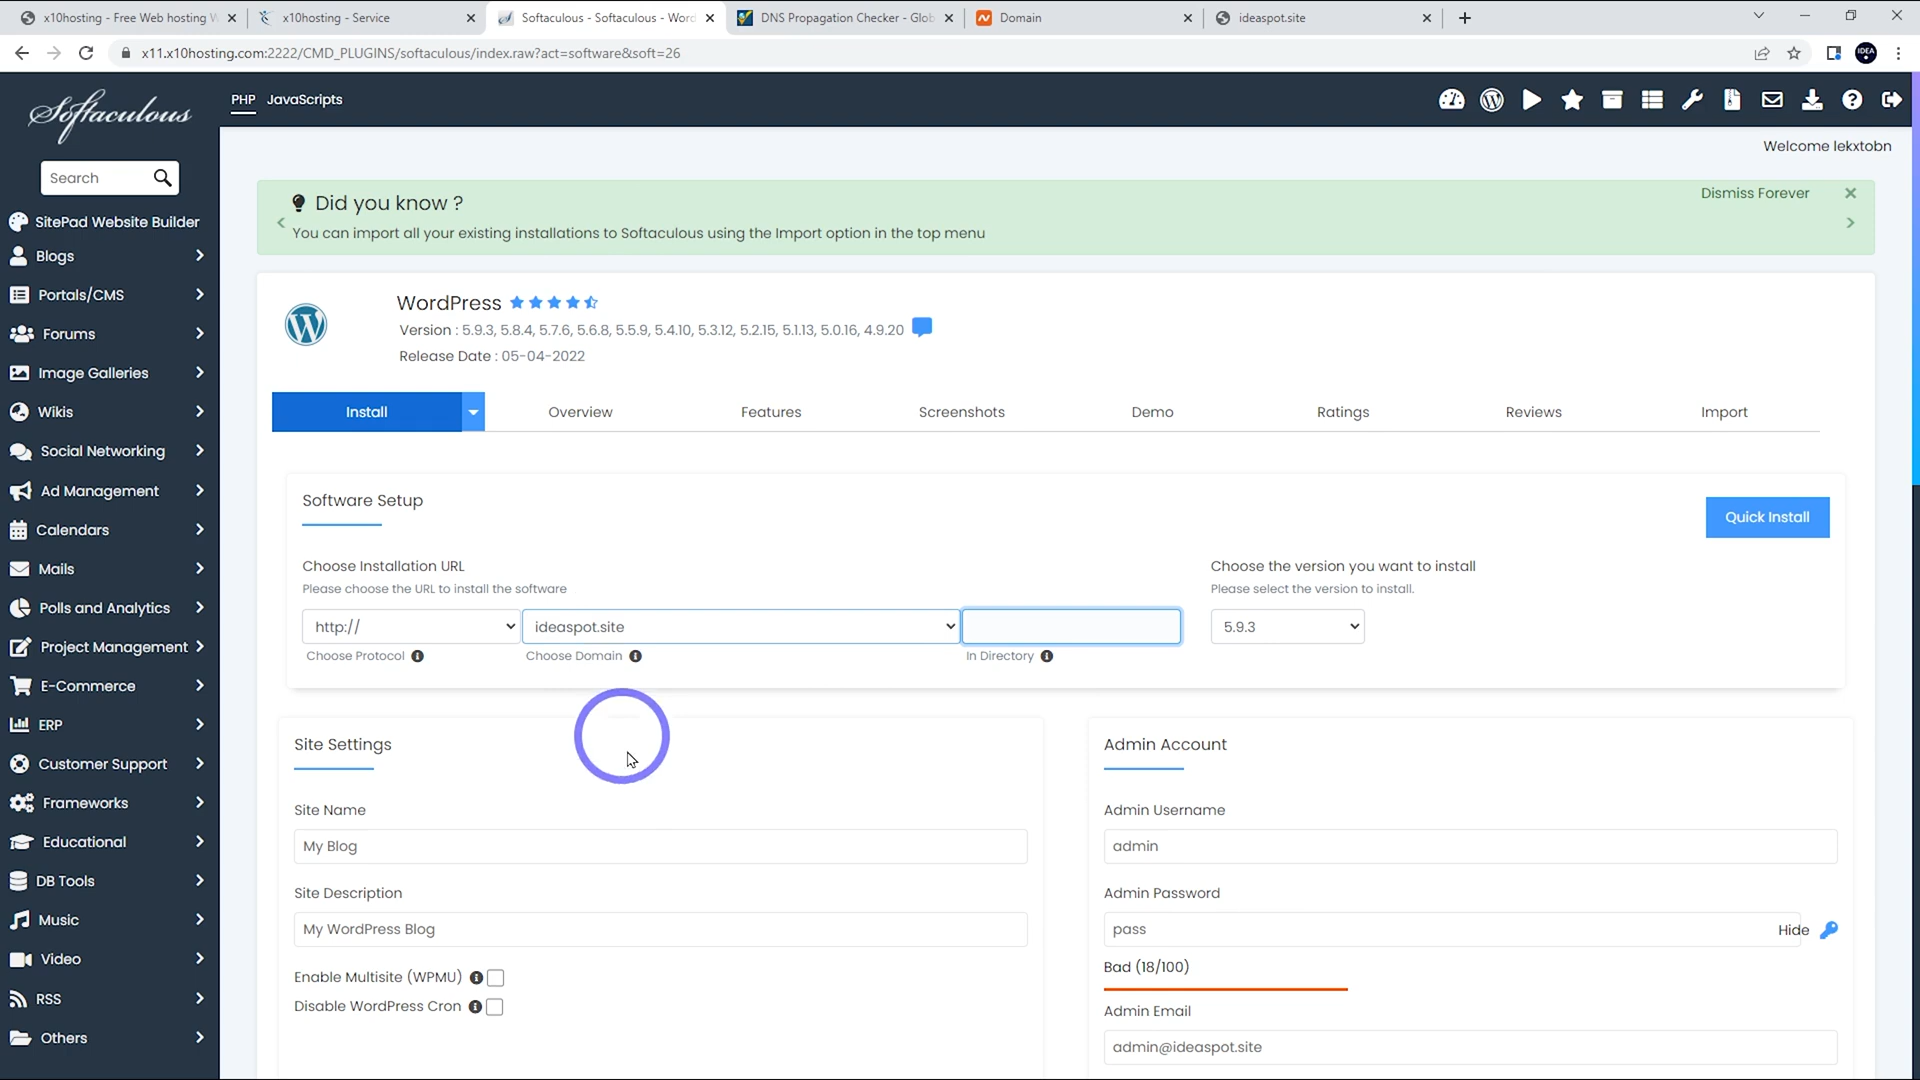 x10hosting - Free Web hosting W
x10hosting - Service
Softaculous - Softaculous - Word
DNS Propagation Checker - Glob
Domain
ideaspot.site
x11.x10hosting.com:2222/CMD_PLUGINS/softaculous/index.raw?act=software&soft=26
IDEA
Softaculous
PHP JavaScripts
Welcome lekxtobn
Search
SitePad Website Builder
Blogs
Portals/CMS
Forums
Image Galleries
Wikis
Social Networking
Ad Management
Calendars
Mails
Polls and Analytics
Project Management
E-Commerce
ERP
Customer Support
Frameworks
Educational
DB Tools
Music
Video
RSS
Others
Did you know ?
Dismiss Forever
You can import all your existing installations to Softaculous using the Import option in the top menu
WordPress
Version : 5.9.3, 5.8.4, 5.7.6, 5.6.8, 5.5.9, 5.4.10, 5.3.12, 5.2.15, 5.1.13, 5.0.16, 4.9.20
Release Date : 05-04-2022
Install Overview Features Screenshots Demo Ratings Reviews Import
Software Setup
Quick Install
Choose Installation URL
Please choose the URL to install the software
http:// ideaspot.site
Choose Protocol Choose Domain In Directory
Choose the version you want to install
Please select the version to install.
5.9.3
Site Settings
Site Name
My Blog
Site Description
My WordPress Blog
Enable Multisite (WPMU)
Disable WordPress Cron
Admin Account
Admin Username
admin
Admin Password
pass
Hide
Bad (18/100)
Admin Email
admin@ideaspot.site